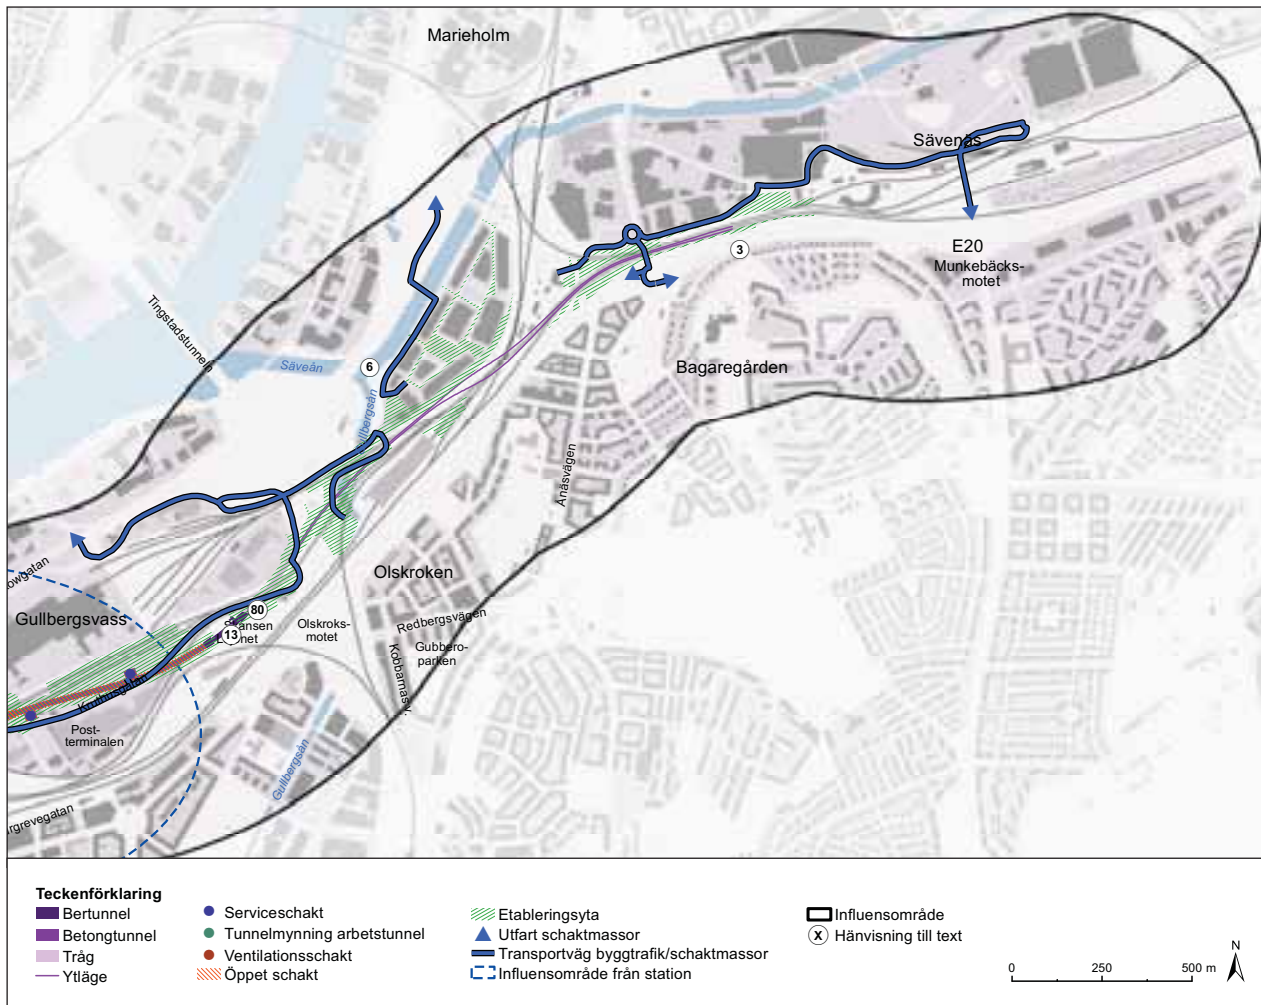 Marieholm
Sävenäs
3
E20
Munkebäcks-
motet
Tingstadstunneln
Säveån
6
Bagaregården
Gullbergsån
Ånäsvägen
Olskroken
Gullbergsvass
80
13
Olskroks-
motet
Redbergsvägen
Gubbero-
parken
Kobbarnas v.
Kruthusgatan
Post-
terminalen
Gullbergsån
Teckenförklaring
Bertunnel
Betongtunnel
Tråg
Ytläge
Serviceschakt
Tunnelmynning arbetstunnel
Ventilationsschakt
Öppet schakt
Etableringsyta
Utfart schaktmassor
Transportväg byggtrafik/schaktmassor
Influensområde från station
Influensområde
X Hänvisning till text
0 250 500 m
N